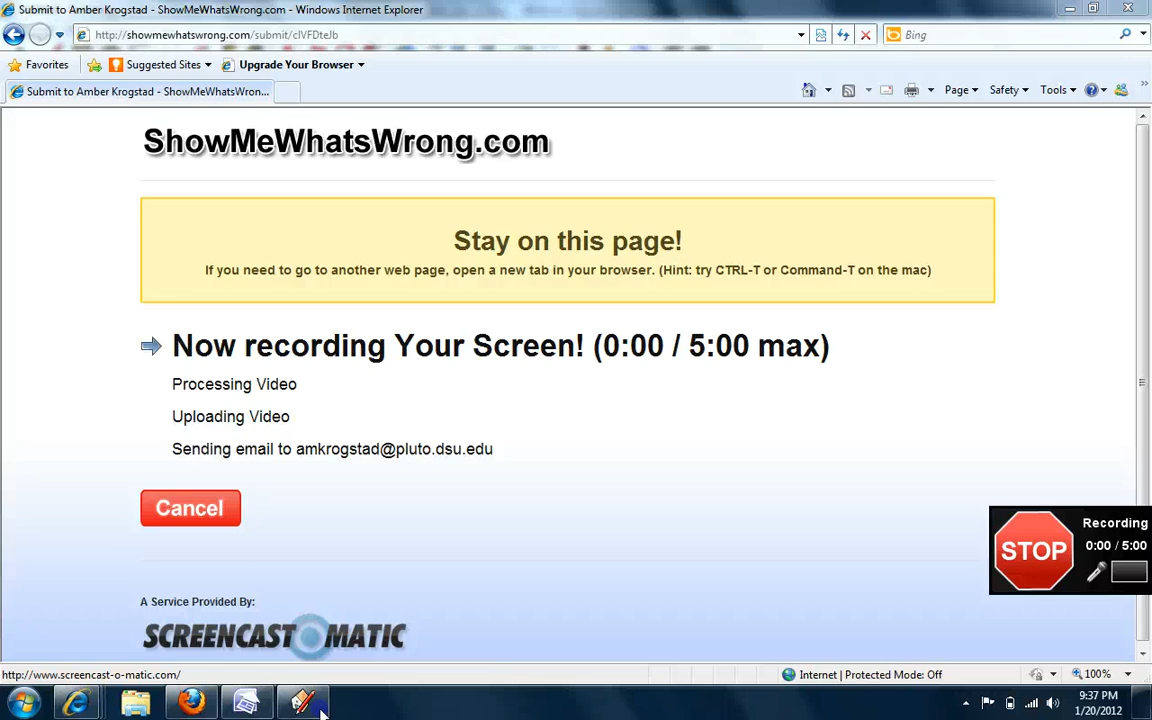 Submit to Amber Krogstad - ShowMeWhatsWrong.com - Windows Internet Explorer
http://showmewhatswrong.com/submit/clVFDteJb
Bing
Favorites Suggested Sites Upgrade Your Browser
Submit to Amber Krogstad - ShowMeWhatsWron... Page Safety Tools
ShowMeWhatsWrong.com
Stay on this page!
If you need to go to another web page, open a new tab in your browser. (Hint: try CTRL-T or Command-T on the mac)
Now recording Your Screen! (0:00 / 5:00 max)
Processing Video
Uploading Video
Sending email to amkrogstad@pluto.dsu.edu
Cancel
STOP
Recording
0:00 / 5:00
A Service Provided By:
SCREENCAST O MATIC
http://www.screencast-o-matic.com/ Internet | Protected Mode: Off 100%
9:37 PM
1/20/2012